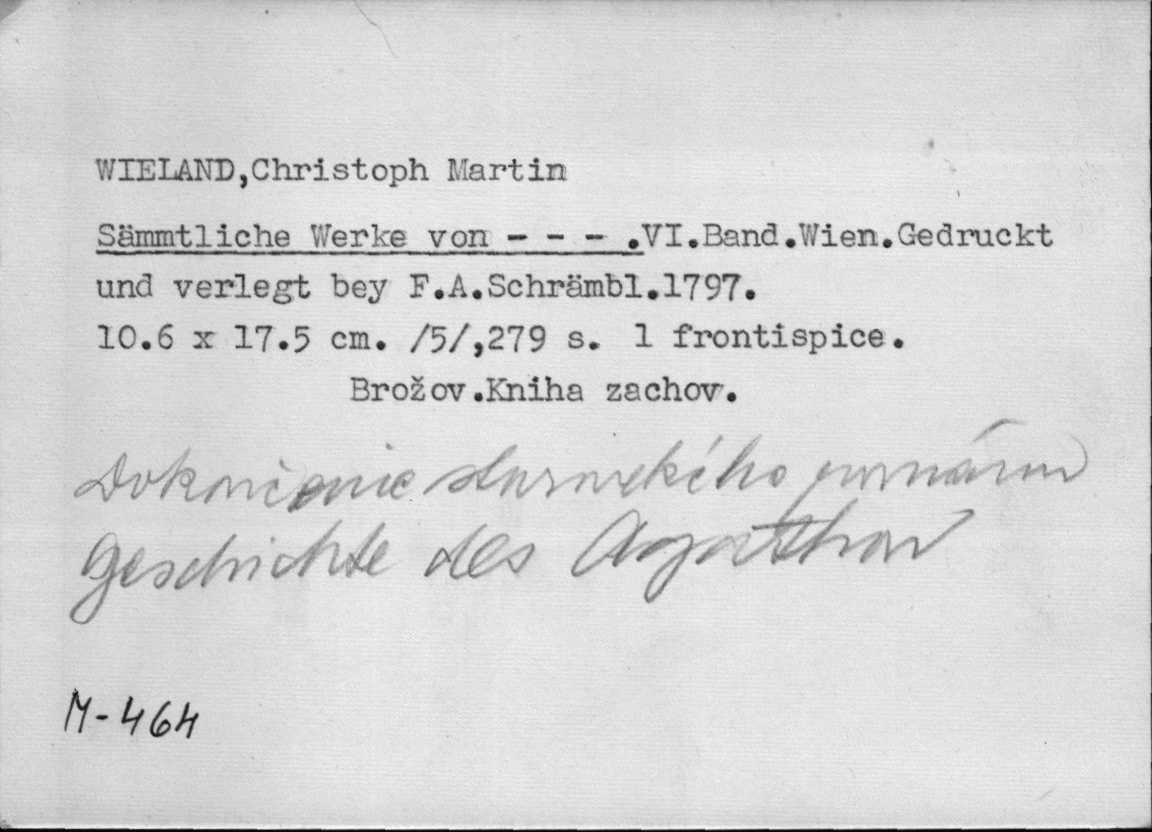 WIELAND,Christoph Martin
Sämmtliche Werke von - - - .VI.Band.Wien.Gedruckt
und verlegt bey F.A.Schrämbl.1797.
10.6 x 17.5 cm. /5/,279 s. 1 frontispice.
Brožov.Kniha zachov.
Dokončenie
Geschichte des Agathon
M-464